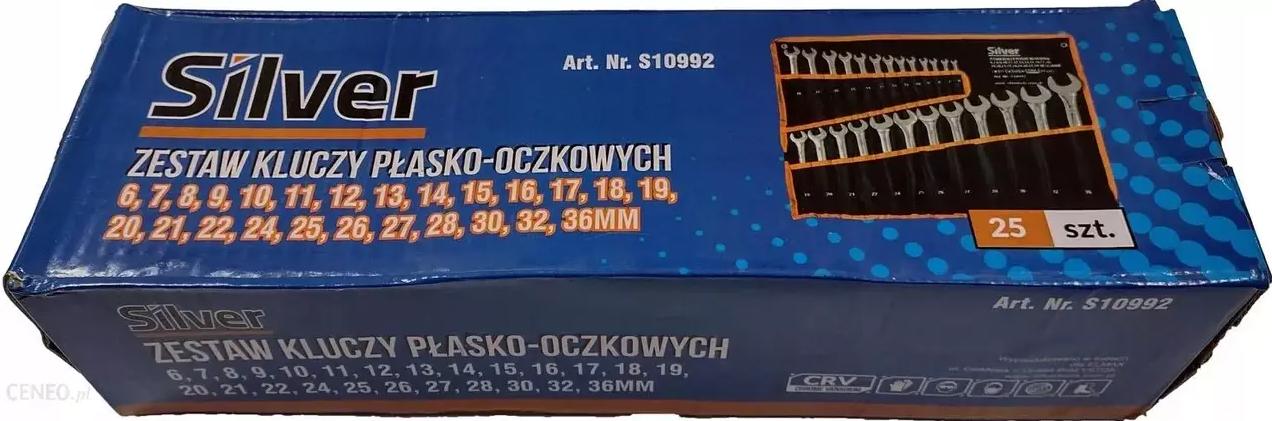 Silver
Art. Nr. S10992
ZESTAW KLUCZY PŁASKO-OCZKOWYCH
6, 7, 8, 9, 10, 11, 12, 13, 14, 15, 16, 17, 18, 19,
20, 21, 22, 24, 25, 26, 27, 28, 30, 32, 36MM
Silver
25 szt.
Silver
Art. Nr. S10992
ZESTAW KLUCZY PŁASKO-OCZKOWYCH
6, 7, 8, 9, 10, 11, 12, 13, 14, 15, 16, 17, 18, 19,
20, 21, 22, 24, 25, 26, 27, 28, 30, 32, 36MM
CRV
CHROME VANADIUM
CENEO.pl